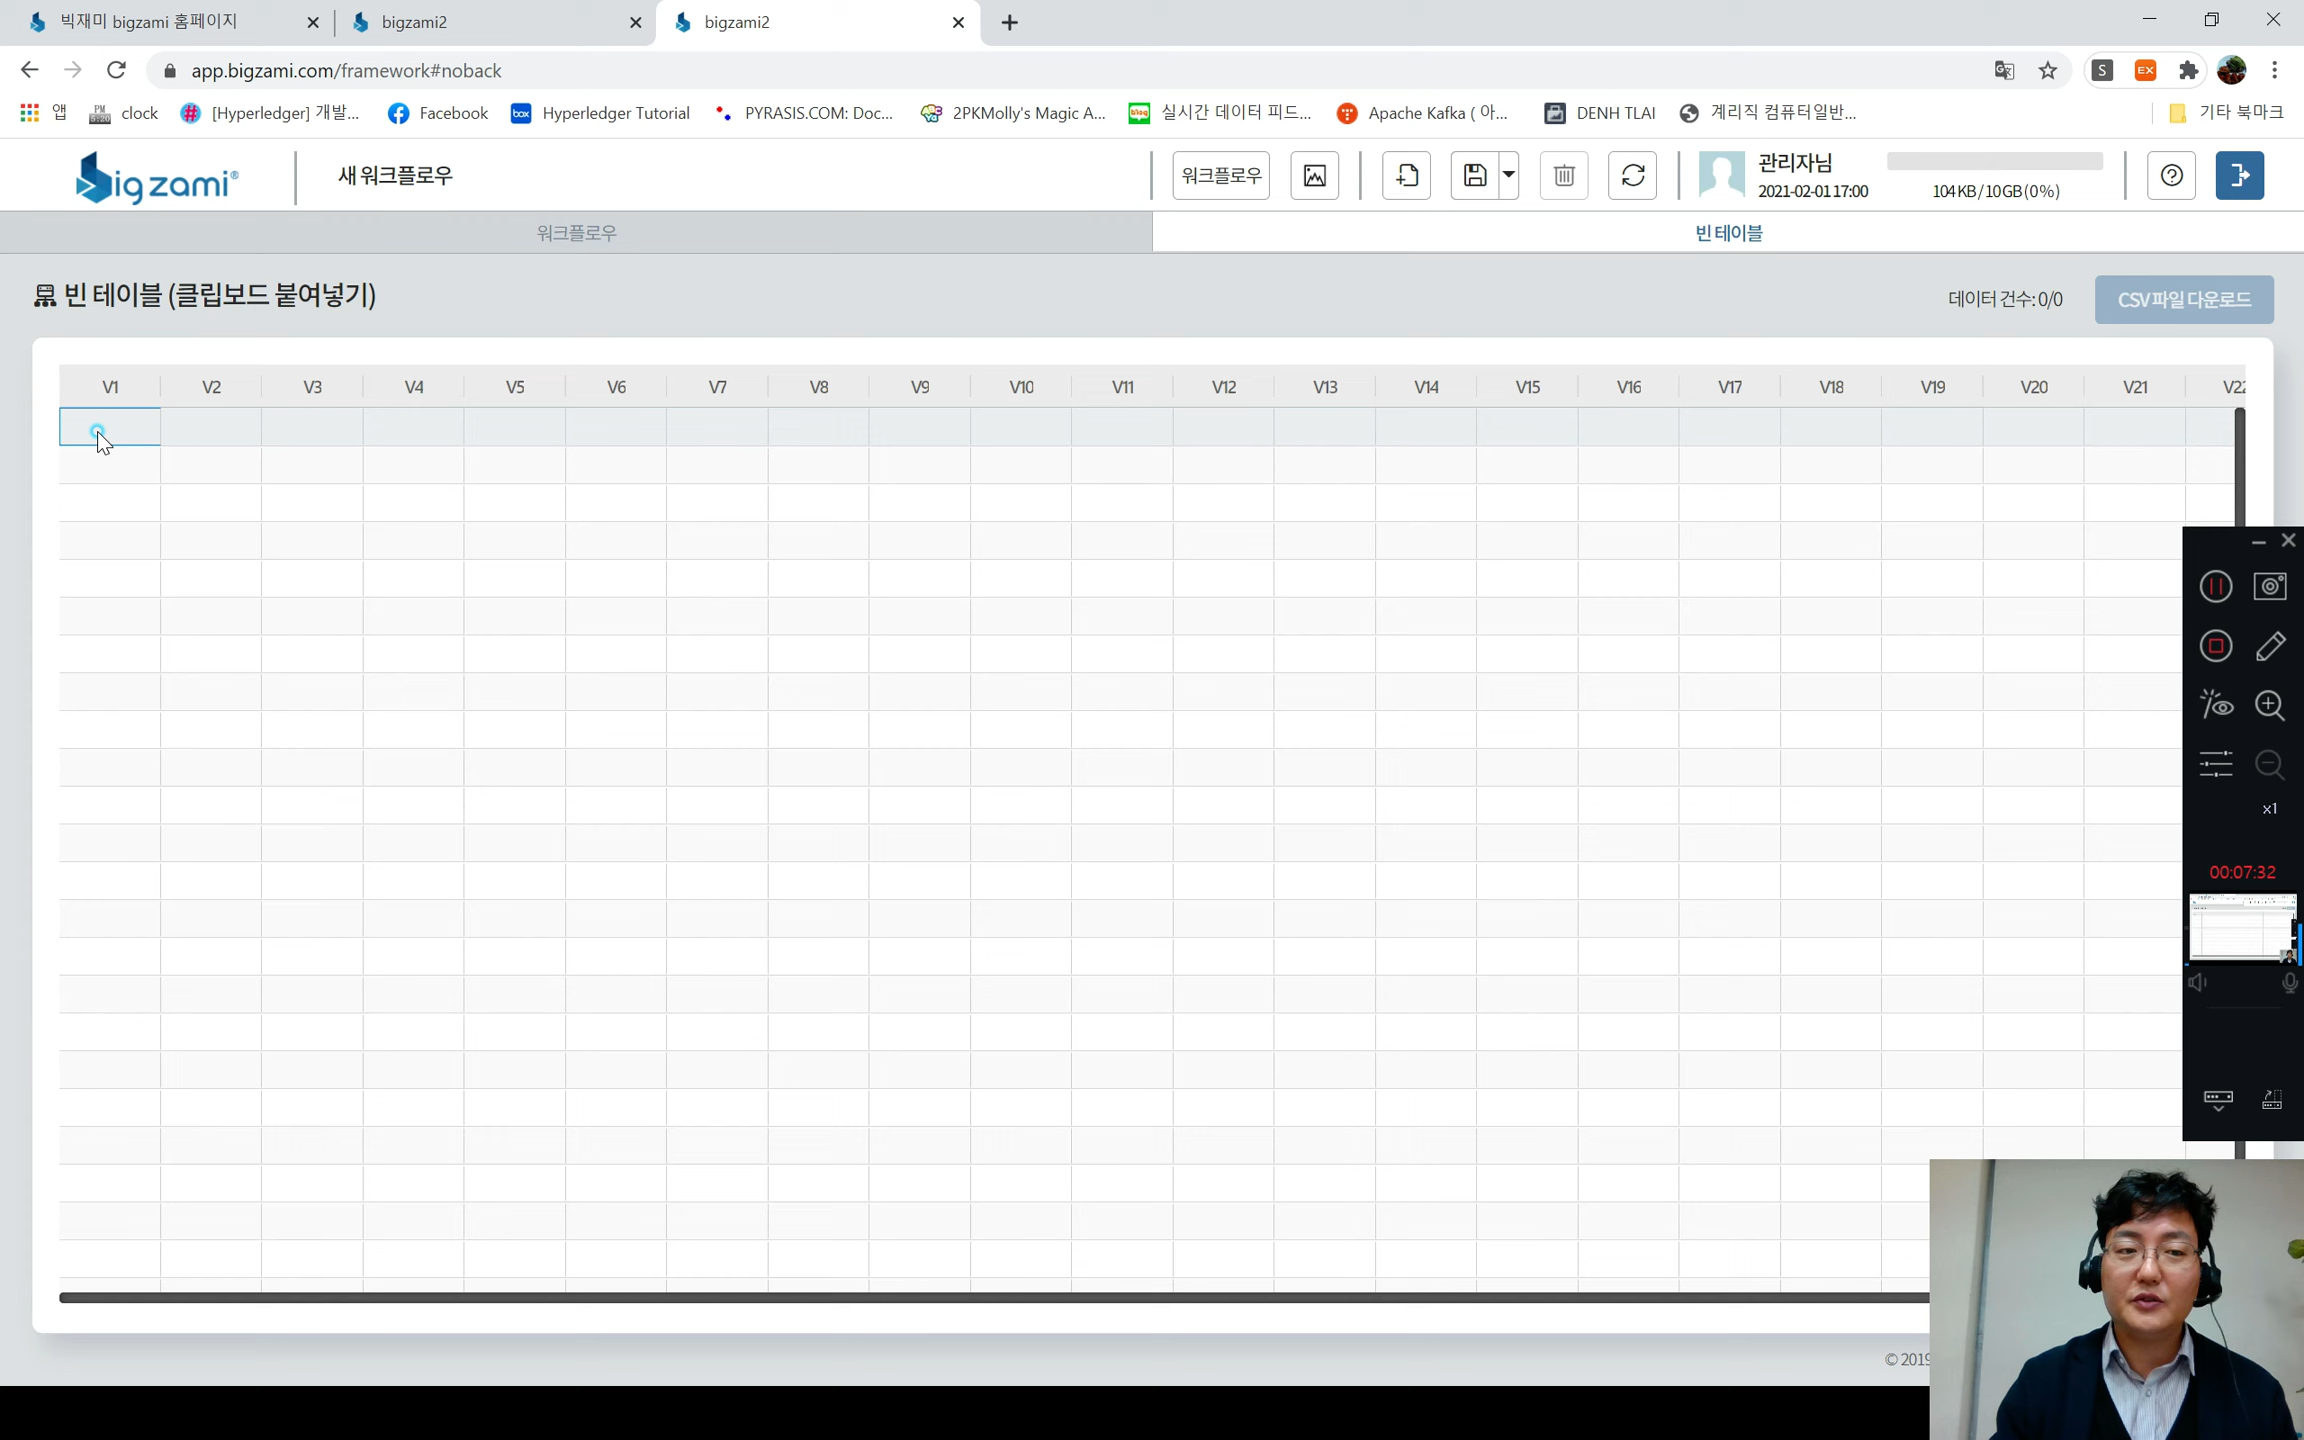 빅재미 bigzami 홈페이지
bigzami2
bigzami2
app.bigzami.com/framework#noback
앱
clock
[Hyperledger] 개발...
Facebook
Hyperledger Tutorial
PYRASIS.COM: Doc...
2PKMolly's Magic A...
실시간 데이터 피드...
Apache Kafka ( 아...
DENH TLAI
계리직 컴퓨터일반...
기타 북마크
big zami®
새 워크플로우
워크플로우
관리자님
2021-02-01 17:00
104KB/10GB(0%)
워크플로우
빈 테이블
빈 테이블 (클립보드 붙여넣기)
데이터 건수: 0/0
CSV 파일 다운로드
V1 V2 V3 V4 V5 V6 V7 V8 V9 V10 V11 V12 V13 V14 V15 V16 V17 V18 V19 V20 V21 V22
x1
00:07:32
© 2019